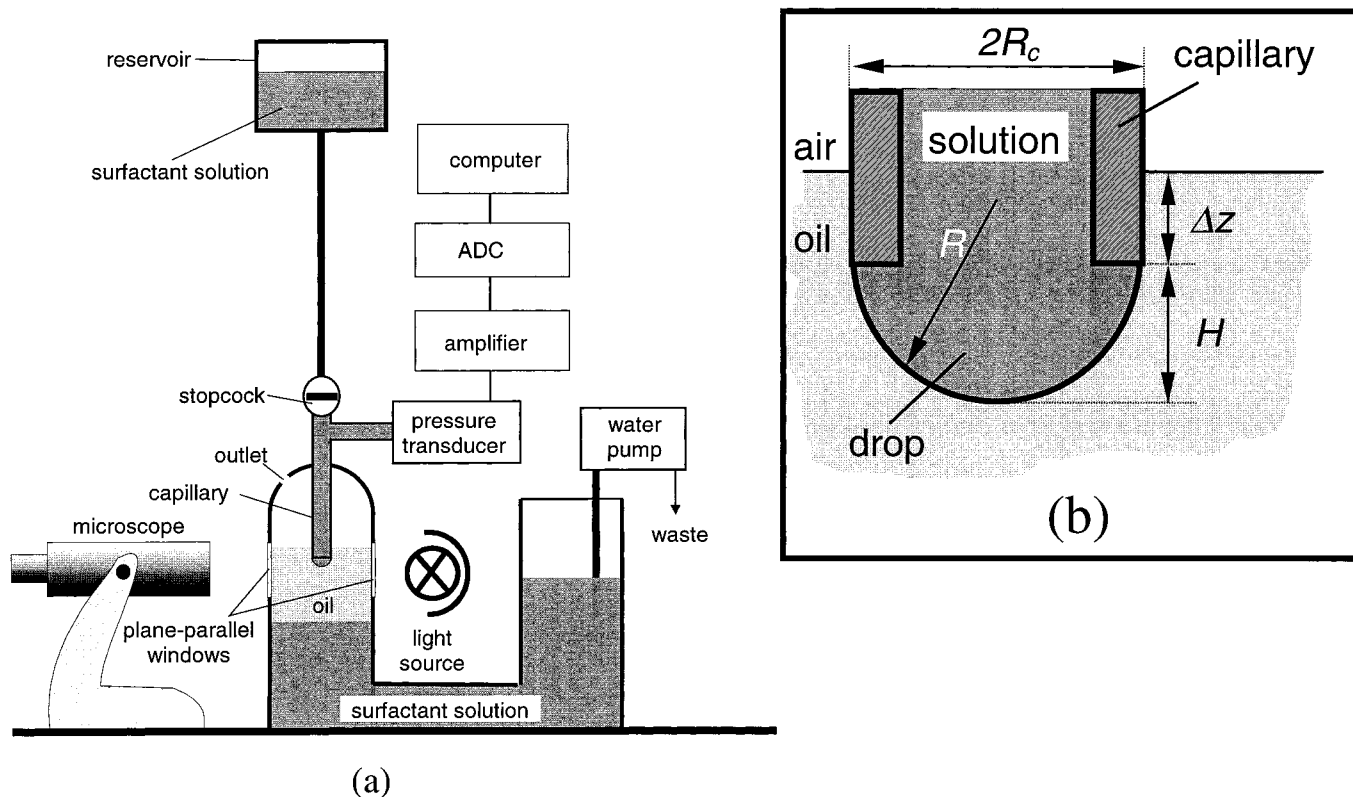 reservoir
surfactant solution
computer
ADC
amplifier
stopcock
pressure
transducer
water
pump
outlet
capillary
waste
microscope
oil
plane-parallel
windows
light
source
surfactant solution
(a)
2Rc
capillary
solution
air
oil
R
Δz
H
drop
(b)